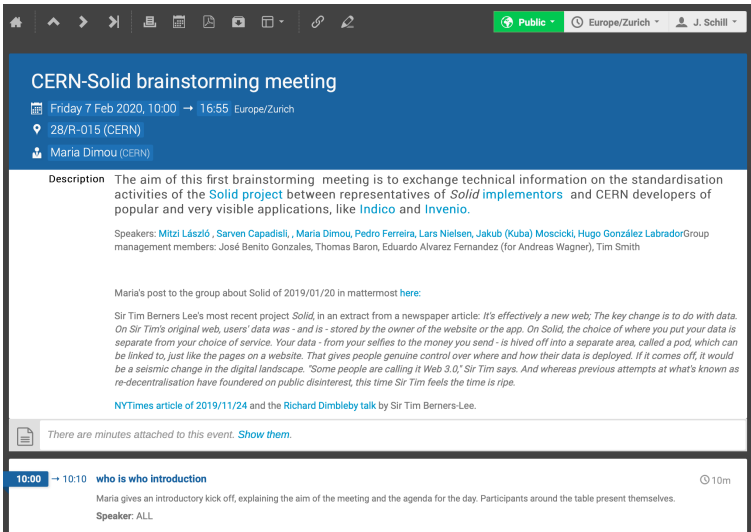 Public
Europe/Zurich
J. Schill
CERN-Solid brainstorming meeting
Friday 7 Feb 2020, 10:00 → 16:55 Europe/Zurich
28/R-015 (CERN)
Maria Dimou (CERN)
Description The aim of this first brainstorming meeting is to exchange technical information on the standardisation
activities of the Solid project between representatives of Solid implementors and CERN developers of
popular and very visible applications, like Indico and Invenio.
Speakers: Mitzi László , Sarven Capadisli, , Maria Dimou, Pedro Ferreira, Lars Nielsen, Jakub (Kuba) Moscicki, Hugo González LabradorGroup
management members: José Benito Gonzales, Thomas Baron, Eduardo Alvarez Fernandez (for Andreas Wagner), Tim Smith
Maria's post to the group about Solid of 2019/01/20 in mattermost here:
Sir Tim Berners Lee's most recent project Solid, in an extract from a newspaper article: It's effectively a new web; The key change is to do with data.
On Sir Tim's original web, users' data was - and is - stored by the owner of the website or the app. On Solid, the choice of where you put your data is
separate from your choice of service. Your data - from your selfies to the money you send - is hived off into a separate area, called a pod, which can
be linked to, just like the pages on a website. That gives people genuine control over where and how their data is deployed. If it comes off, it would
be a seismic change in the digital landscape. "Some people are calling it Web 3.0," Sir Tim says. And whereas previous attempts at what's known as
re-decentralisation have foundered on public disinterest, this time Sir Tim feels the time is ripe.
NYTimes article of 2019/11/24 and the Richard Dimbleby talk by Sir Tim Berners-Lee.
There are minutes attached to this event. Show them.
10:00 → 10:10 who is who introduction 10m
Maria gives an introductory kick off, explaining the aim of the meeting and the agenda for the day. Participants around the table present themselves.
Speaker: ALL